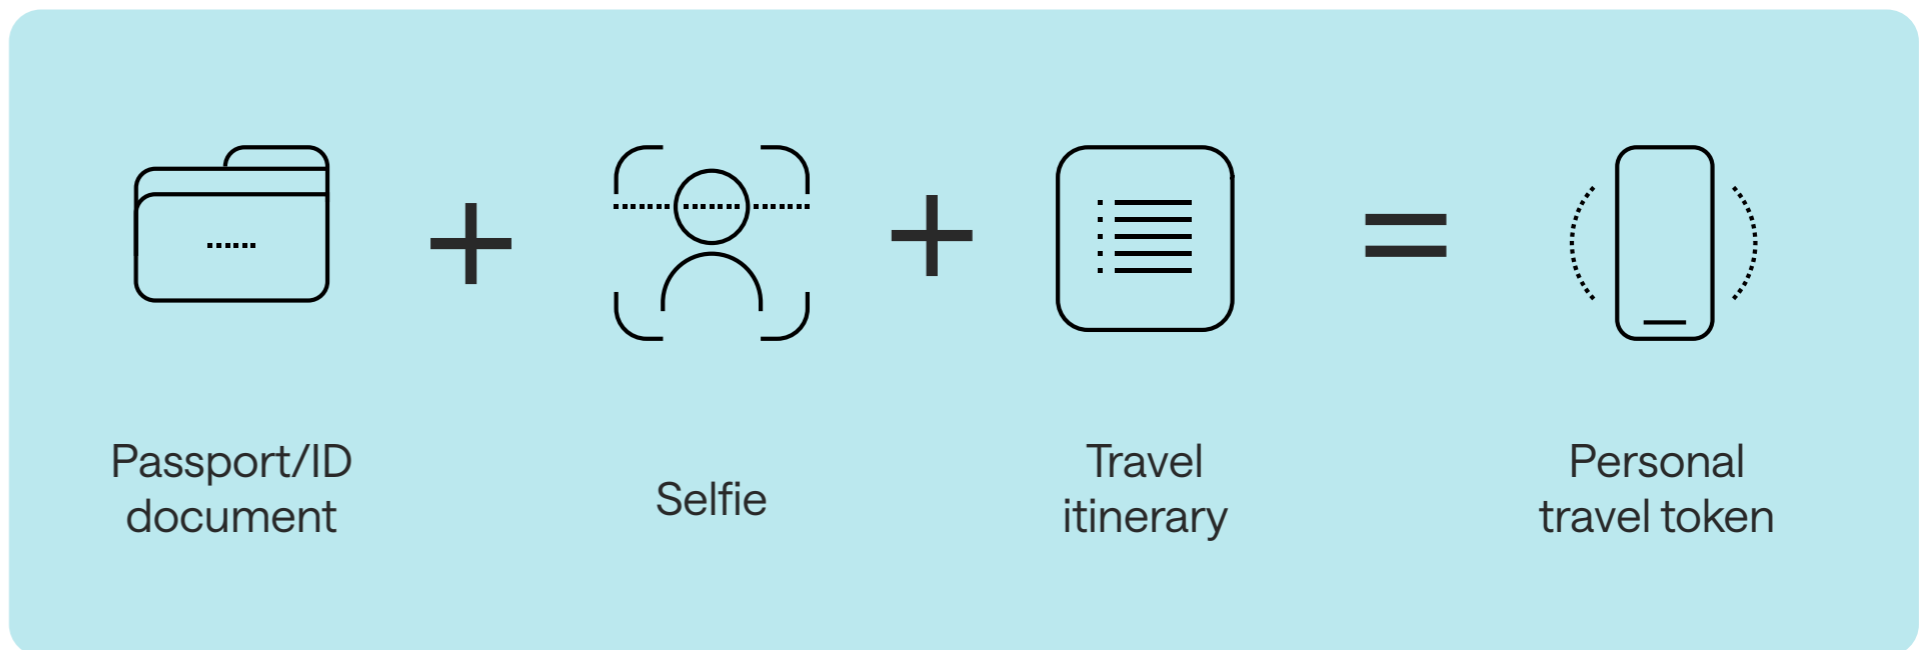 Passport/ID
document
+
Selfie
+
Travel
itinerary
=
Personal
travel token